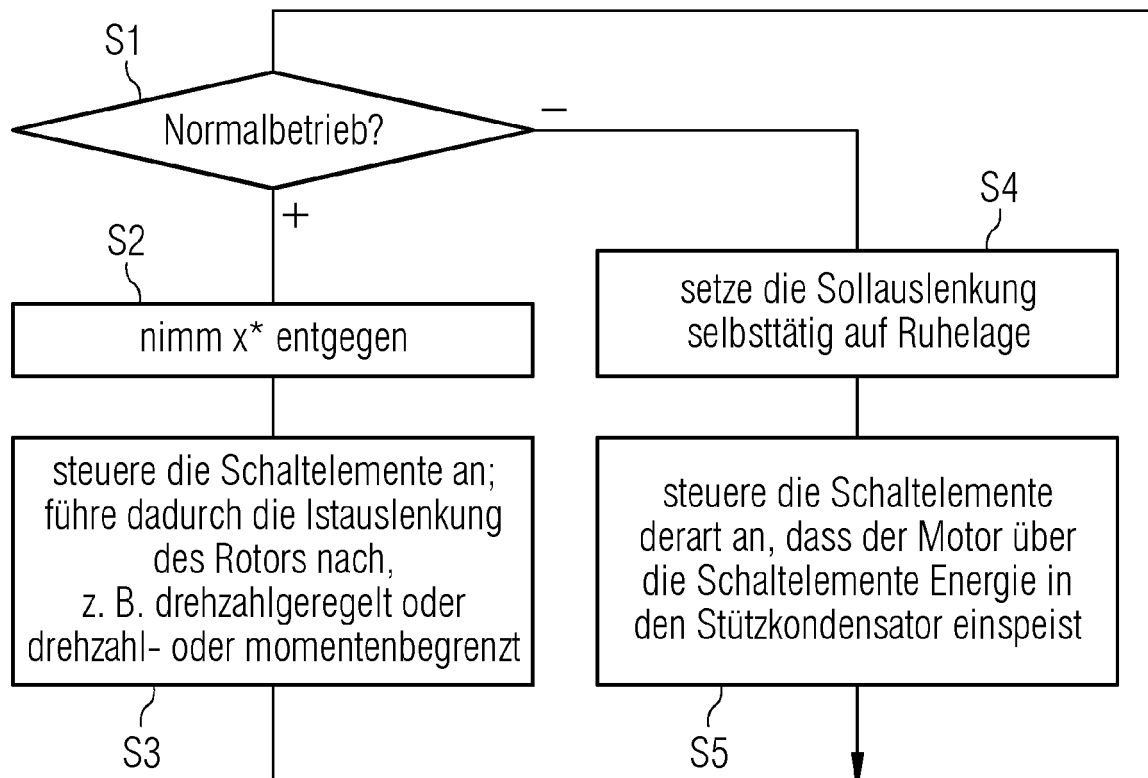 S1
Normalbetrieb?
−
+
S2
nimm x* entgegen
steuere die Schaltelemente an;
führe dadurch die Istauslenkung
des Rotors nach,
z. B. drehzahlgeregelt oder
drehzahl- oder momentenbegrenzt
S3
S4
setze die Sollauslenkung
selbsttätig auf Ruhelage
steuere die Schaltelemente
derart an, dass der Motor über
die Schaltelemente Energie in
den Stützkondensator einspeist
S5